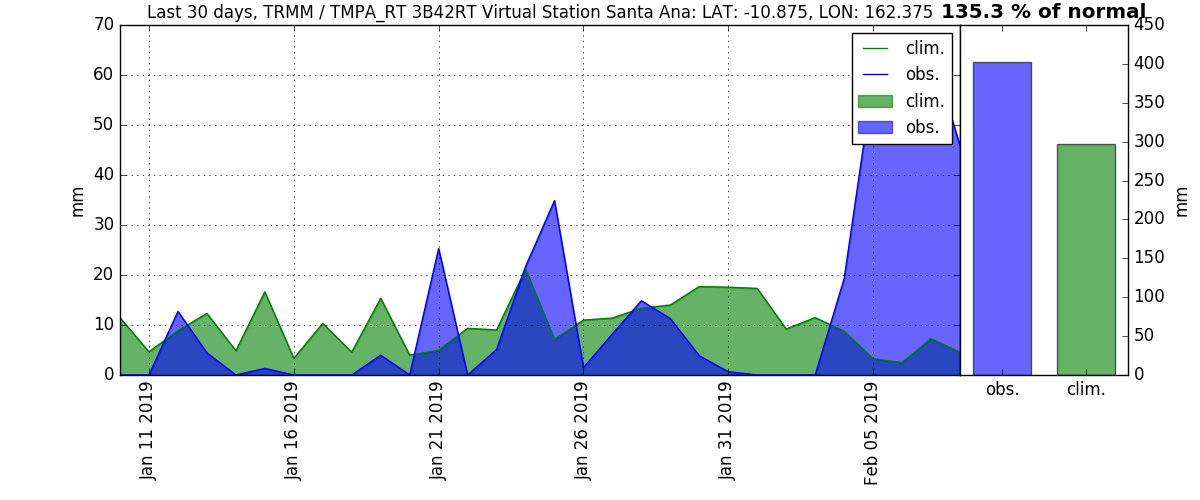 Last 30 days, TRMM / TMPA_RT 3B42RT Virtual Station Santa Ana: LAT: -10.875, LON: 162.375 135.3 % of normal
70
60
50
40
30
20
10
0
mm
clim.
obs.
clim.
obs.
450
400
350
300
250
200
150
100
50
0
mm
obs.
clim.
Jan 11 2019
Jan 16 2019
Jan 21 2019
Jan 26 2019
Jan 31 2019
Feb 05 2019